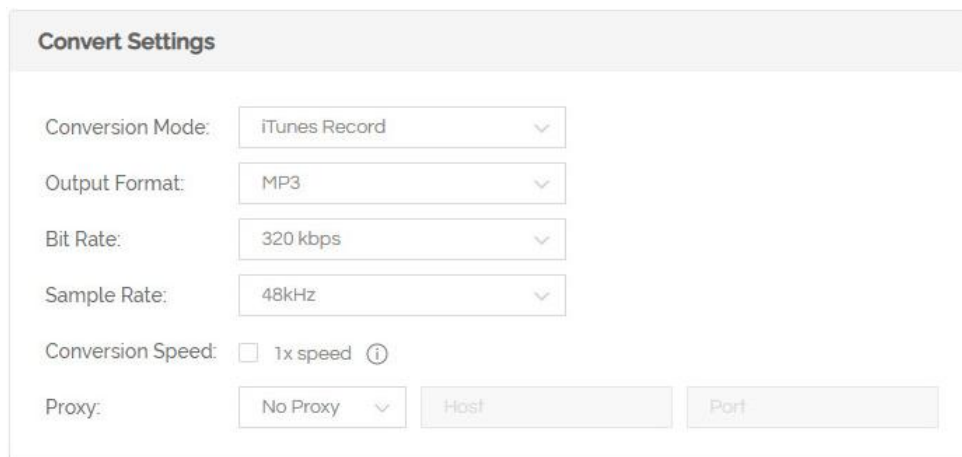 Convert Settings
Conversion Mode: iTunes Record
Output Format: MP3
Bit Rate: 320 kbps
Sample Rate: 48kHz
Conversion Speed: 1x speed
Proxy: No Proxy Host Port